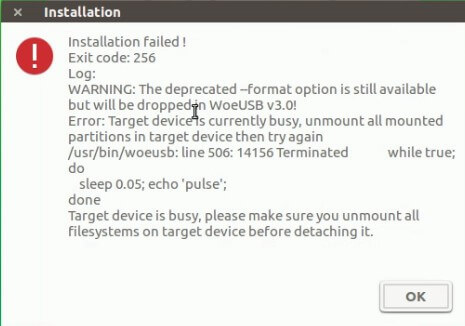 Installation
Installation failed !
Exit code: 256
Log:
WARNING: The deprecated --format option is still available
but will be dropped in WoeUSB v3.0!
Error: Target device is currently busy, unmount all mounted
partitions in target device then try again
/usr/bin/woeusb: line 506: 14156 Terminated while true;
do
sleep 0.05; echo 'pulse';
done
Target device is busy, please make sure you unmount all
filesystems on target device before detaching it.
OK